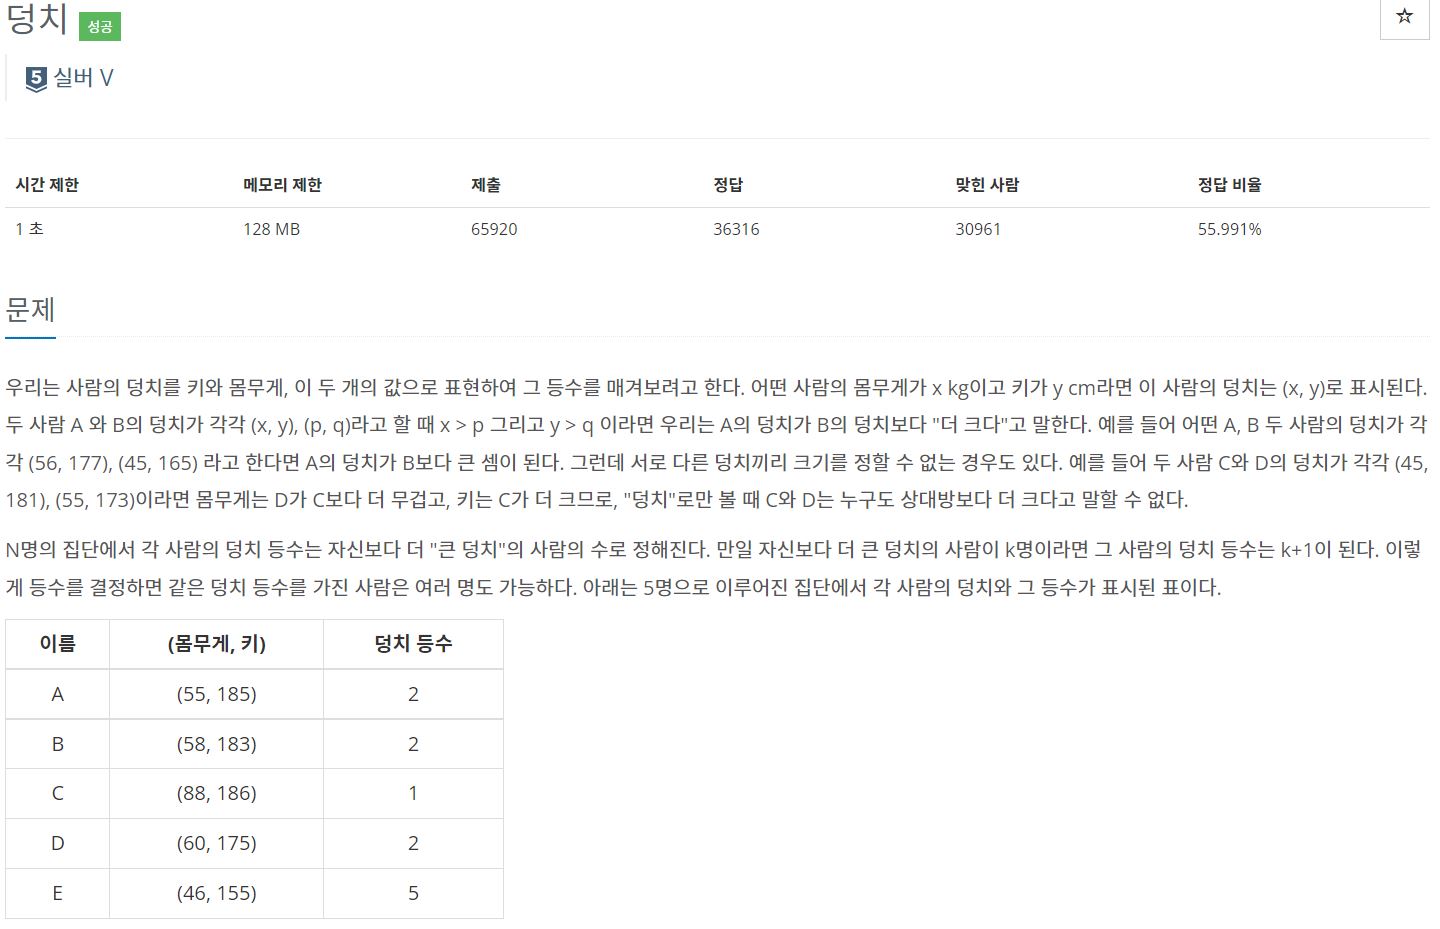 덩치 성공
☆
5 실버 V
시간 제한 메모리 제한 제출 정답 맞힌 사람 정답 비율
1 초 128 MB 65920 36316 30961 55.991%
문제
우리는 사람의 덩치를 키와 몸무게, 이 두 개의 값으로 표현하여 그 등수를 매겨보려고 한다. 어떤 사람의 몸무게가 x kg이고 키가 y cm라면 이 사람의 덩치는 (x, y)로 표시된다.
두 사람 A 와 B의 덩치가 각각 (x, y), (p, q)라고 할 때 x > p 그리고 y > q 이라면 우리는 A의 덩치가 B의 덩치보다 "더 크다"고 말한다. 예를 들어 어떤 A, B 두 사람의 덩치가 각
각 (56, 177), (45, 165) 라고 한다면 A의 덩치가 B보다 큰 셈이 된다. 그런데 서로 다른 덩치끼리 크기를 정할 수 없는 경우도 있다. 예를 들어 두 사람 C와 D의 덩치가 각각 (45,
181), (55, 173)이라면 몸무게는 D가 C보다 더 무겁고, 키는 C가 더 크므로, "덩치"로만 볼 때 C와 D는 누구도 상대방보다 더 크다고 말할 수 없다.
N명의 집단에서 각 사람의 덩치 등수는 자신보다 더 "큰 덩치"의 사람의 수로 정해진다. 만일 자신보다 더 큰 덩치의 사람이 k명이라면 그 사람의 덩치 등수는 k+1이 된다. 이렇
게 등수를 결정하면 같은 덩치 등수를 가진 사람은 여러 명도 가능하다. 아래는 5명으로 이루어진 집단에서 각 사람의 덩치와 그 등수가 표시된 표이다.
이름 (몸무게, 키) 덩치 등수
A (55, 185) 2
B (58, 183) 2
C (88, 186) 1
D (60, 175) 2
E (46, 155) 5